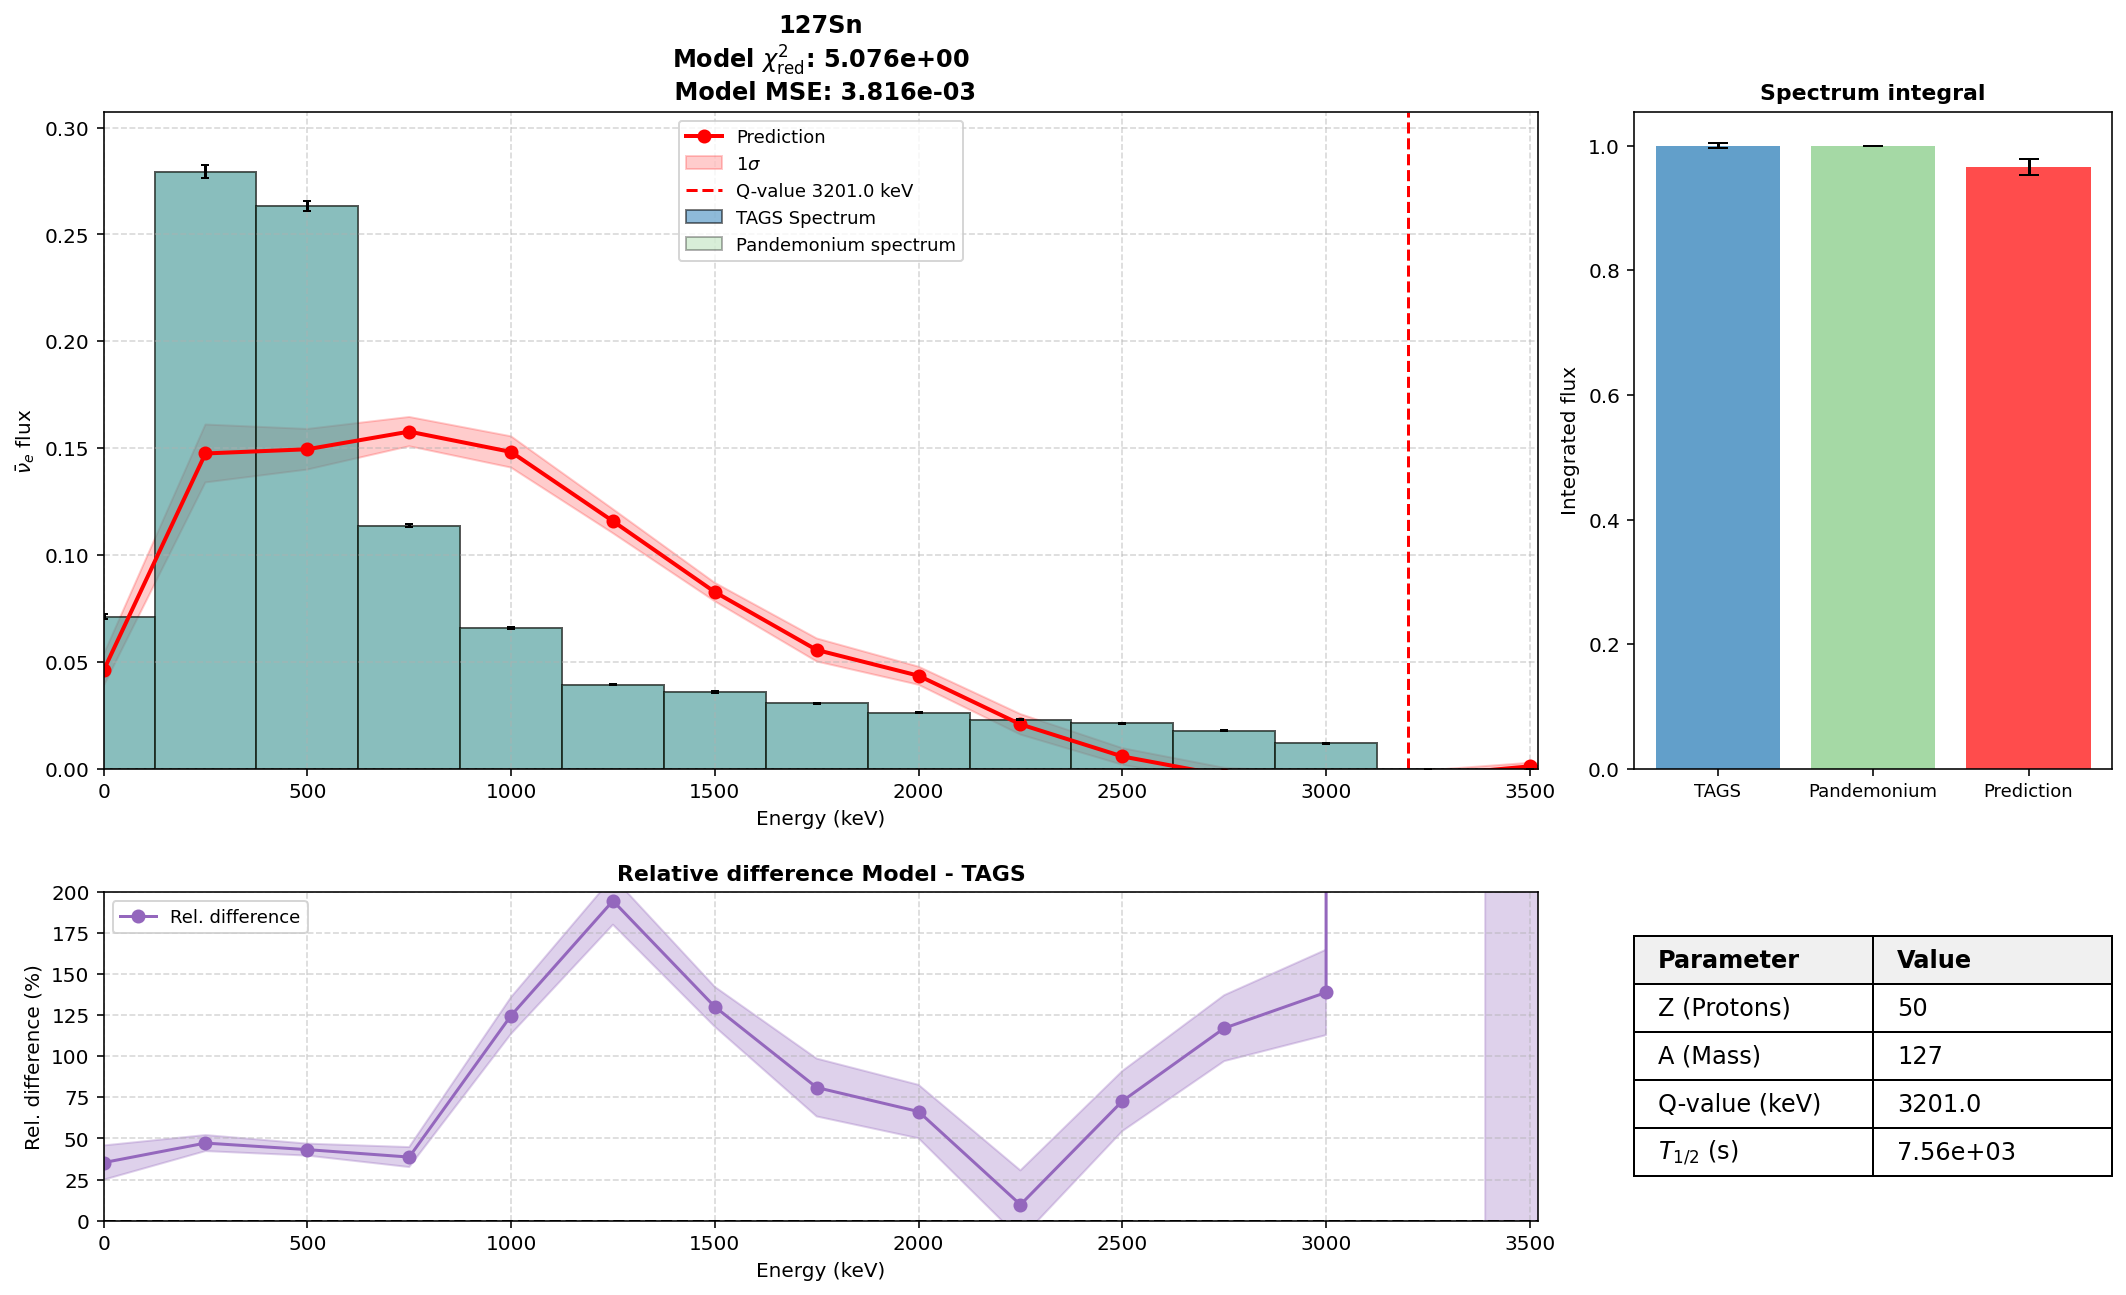 127Sn
Model χ²red: 5.076e+00
Model MSE: 3.816e-03
0.30
0.25
0.20
0.15
0.10
0.05
0.00
ν̄e flux
Prediction
1σ
Q-value 3201.0 keV
TAGS Spectrum
Pandemonium spectrum
0 500 1000 1500 2000 2500 3000 3500
Energy (keV)
Spectrum integral
1.0
0.8
0.6
0.4
0.2
0.0
Integrated flux
TAGS Pandemonium Prediction
Relative difference Model - TAGS
200
175
150
125
100
75
50
25
0
Rel. difference (%)
Rel. difference
0 500 1000 1500 2000 2500 3000 3500
Energy (keV)
Parameter Value
Z (Protons) 50
A (Mass) 127
Q-value (keV) 3201.0
T1/2 (s) 7.56e+03